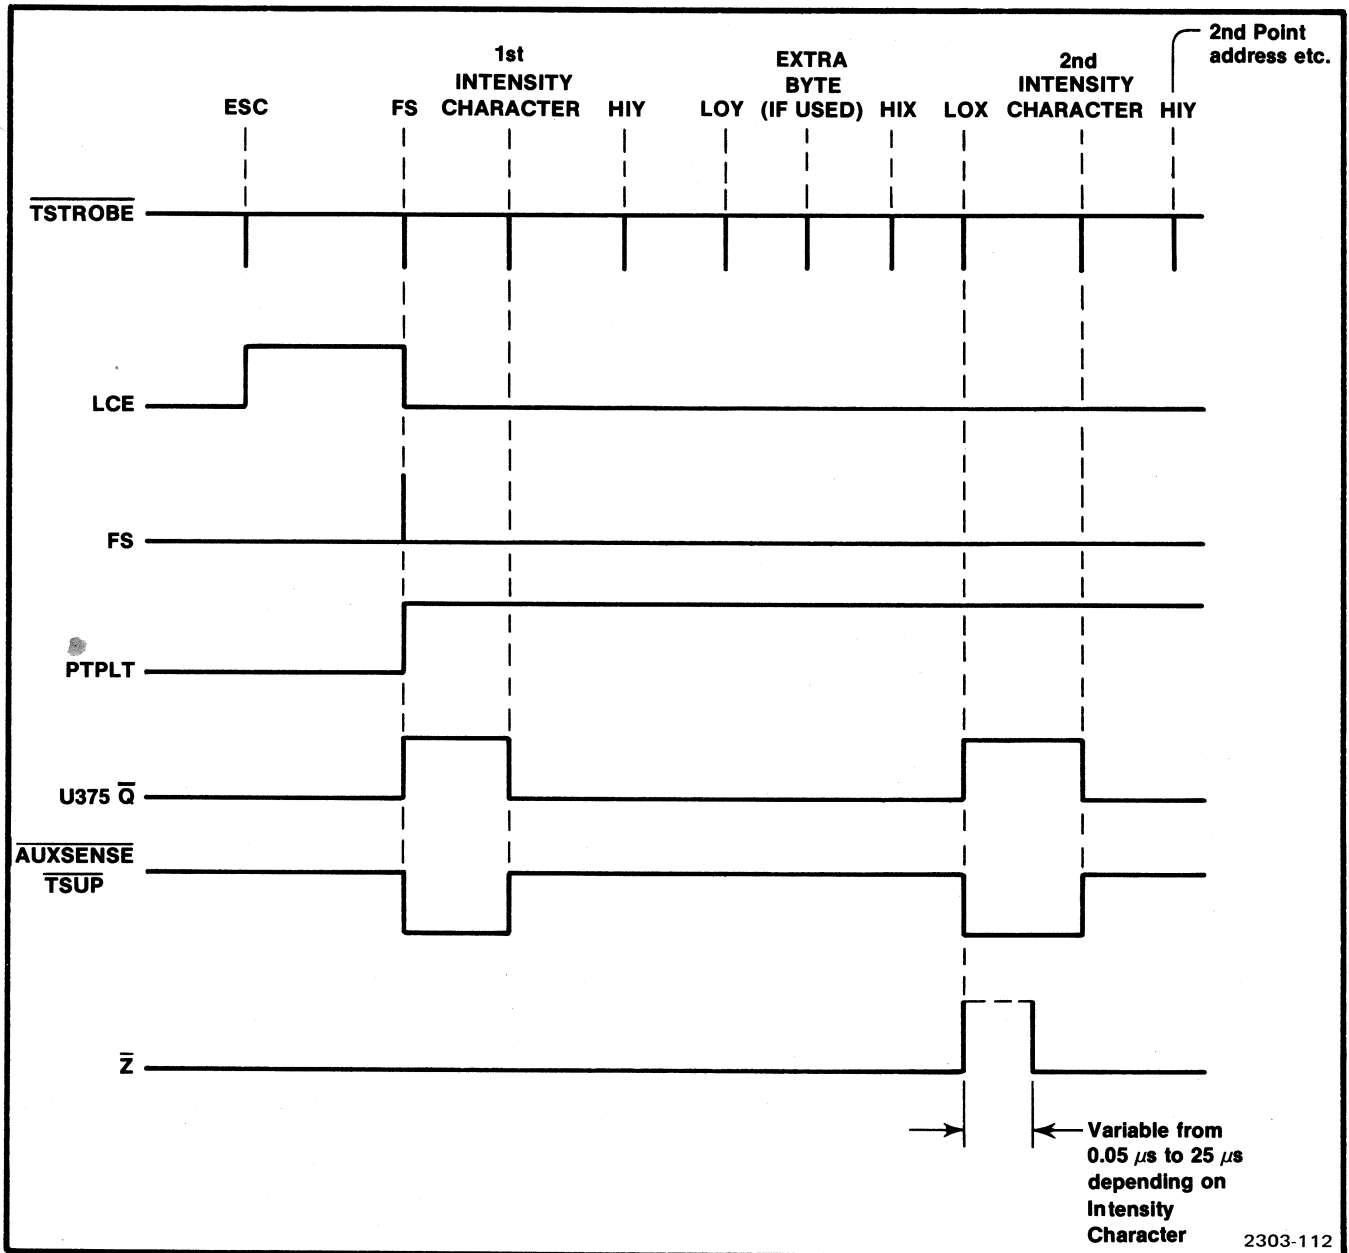 2nd Point
address etc.
1st
INTENSITY
CHARACTER
EXTRA
BYTE
(IF USED)
2nd
INTENSITY
CHARACTER
ESC
FS
HIY
LOY
HIX
LOX
HIY
TSTROBE
LCE
FS
PTPLT
U375 Q̅
AUXSENSE
TSUP
Z̅
Variable from
0.05 μs to 25 μs
depending on
Intensity
Character
2303-112